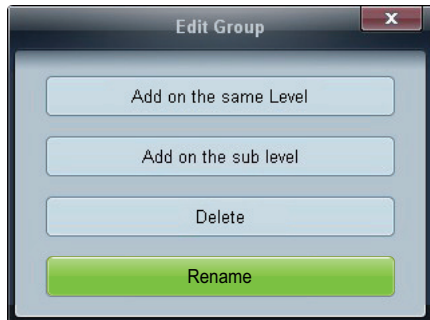 Edit Group
x
Add on the same Level
Add on the sub level
Delete
Rename